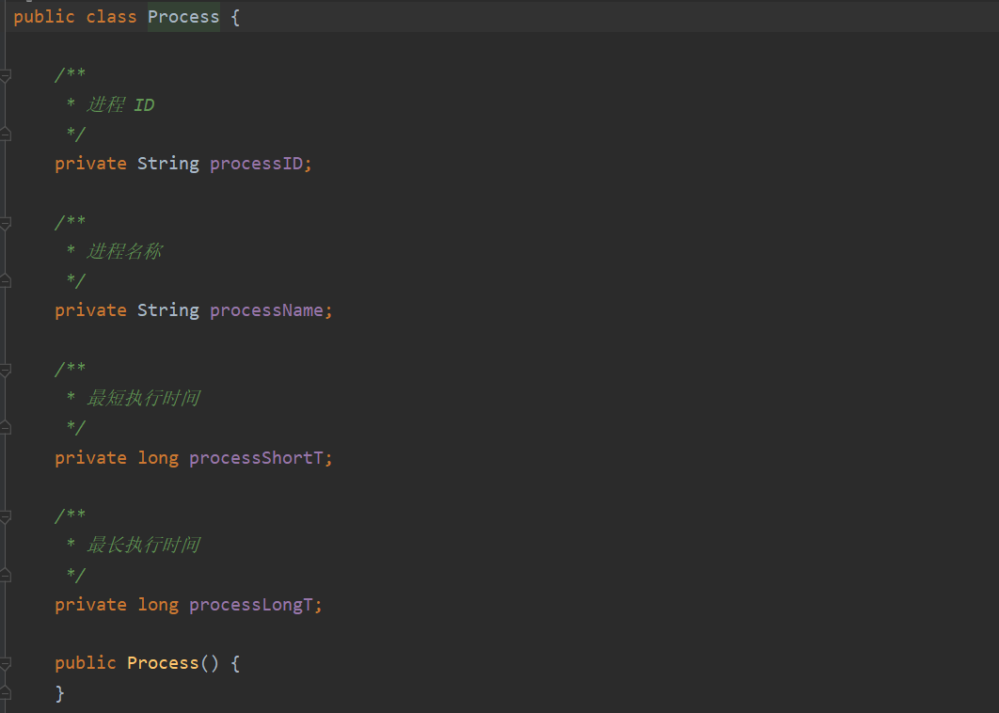 public class Process {
/**
* 进程 ID
*/
private String processID;
/**
* 进程名称
*/
private String processName;
/**
* 最短执行时间
*/
private long processShortT;
/**
* 最长执行时间
*/
private long processLongT;
public Process() {
}